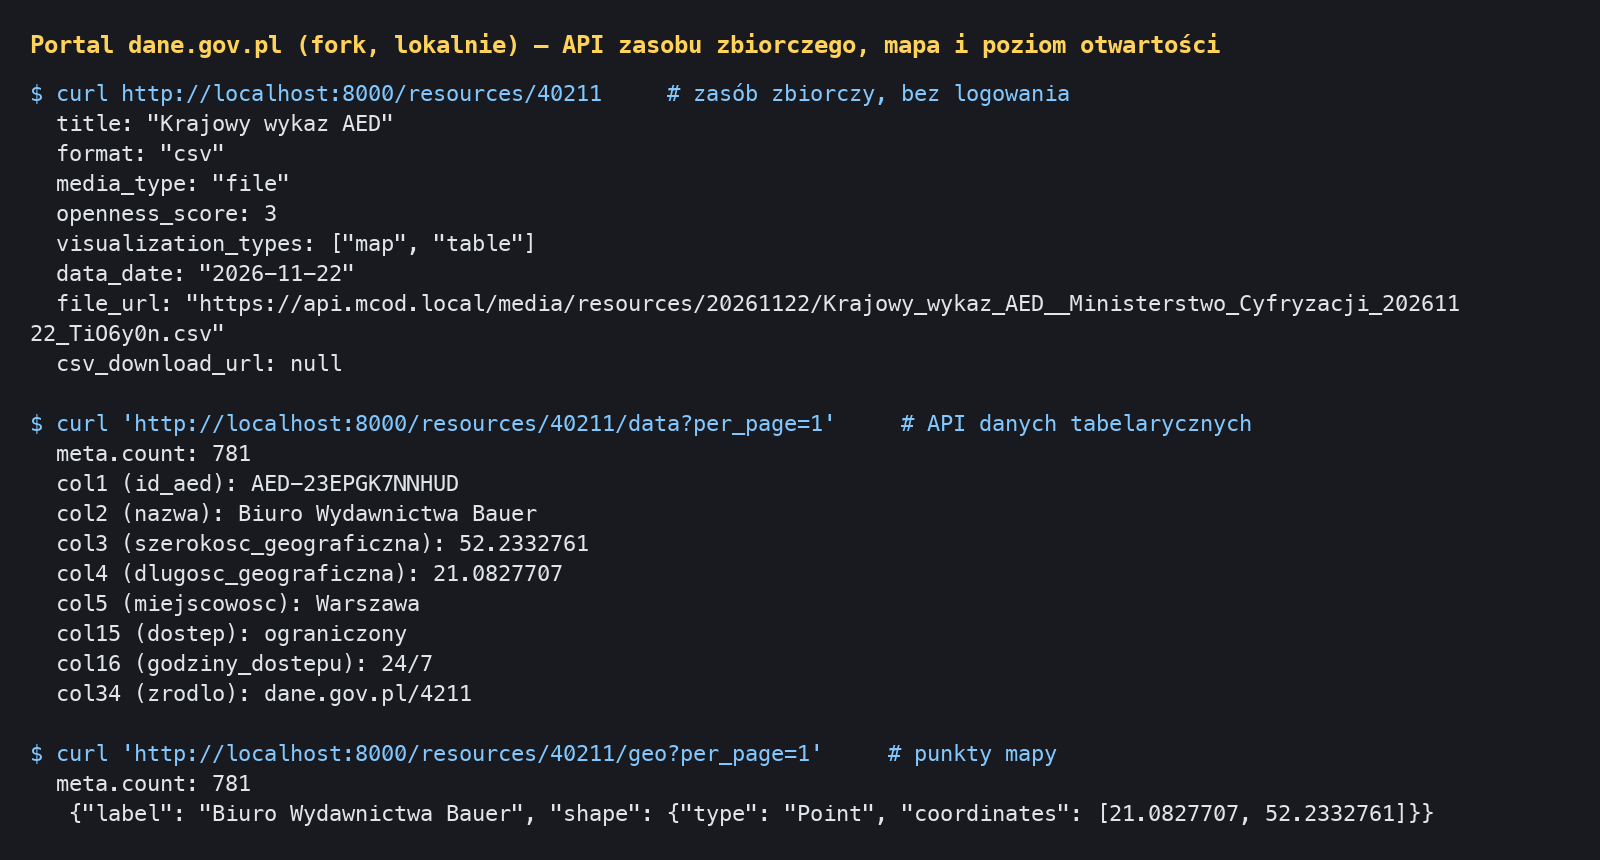 Portal dane.gov.pl (fork, lokalnie) — API zasobu zbiorczego, mapa i poziom otwartości
$ curl http://localhost:8000/resources/40211     # zasób zbiorczy, bez logowania
  title: "Krajowy wykaz AED"
  format: "csv"
  media_type: "file"
  openness_score: 3
  visualization_types: ["map", "table"]
  data_date: "2026-11-22"
  file_url: "https://api.mcod.local/media/resources/20261122/Krajowy_wykaz_AED__Ministerstwo_Cyfryzacji_202611
22_TiO6y0n.csv"
  csv_download_url: null
$ curl 'http://localhost:8000/resources/40211/data?per_page=1'     # API danych tabelarycznych
  meta.count: 781
  col1 (id_aed): AED-23EPGK7NNHUD
  col2 (nazwa): Biuro Wydawnictwa Bauer
  col3 (szerokosc_geograficzna): 52.2332761
  col4 (dlugosc_geograficzna): 21.0827707
  col5 (miejscowosc): Warszawa
  col15 (dostep): ograniczony
  col16 (godziny_dostepu): 24/7
  col34 (zrodlo): dane.gov.pl/4211
$ curl 'http://localhost:8000/resources/40211/geo?per_page=1'     # punkty mapy
  meta.count: 781
   {"label": "Biuro Wydawnictwa Bauer", "shape": {"type": "Point", "coordinates": [21.0827707, 52.2332761]}}